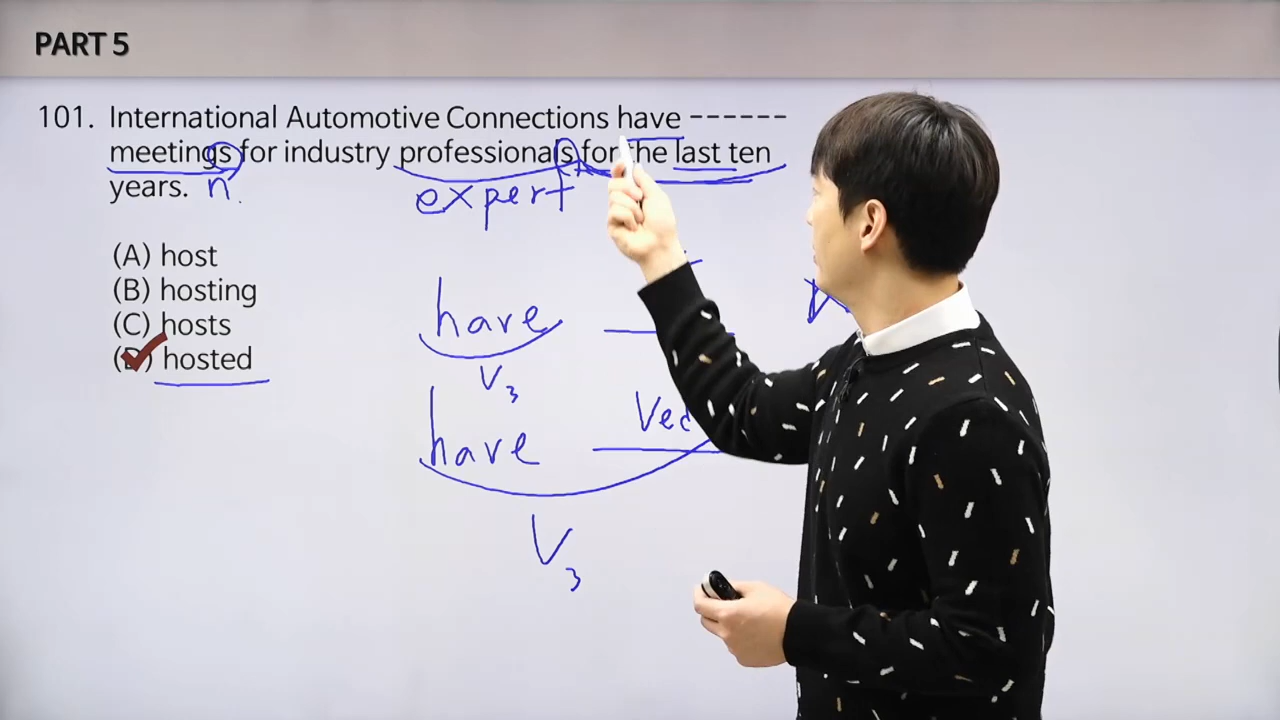 PART 5
101. International Automotive Connections have ------
meetings for industry professionals for the last ten
years. n.
expert
(A) host
(B) hosting
(C) hosts
(D) hosted
have
V3
have Ved
V3